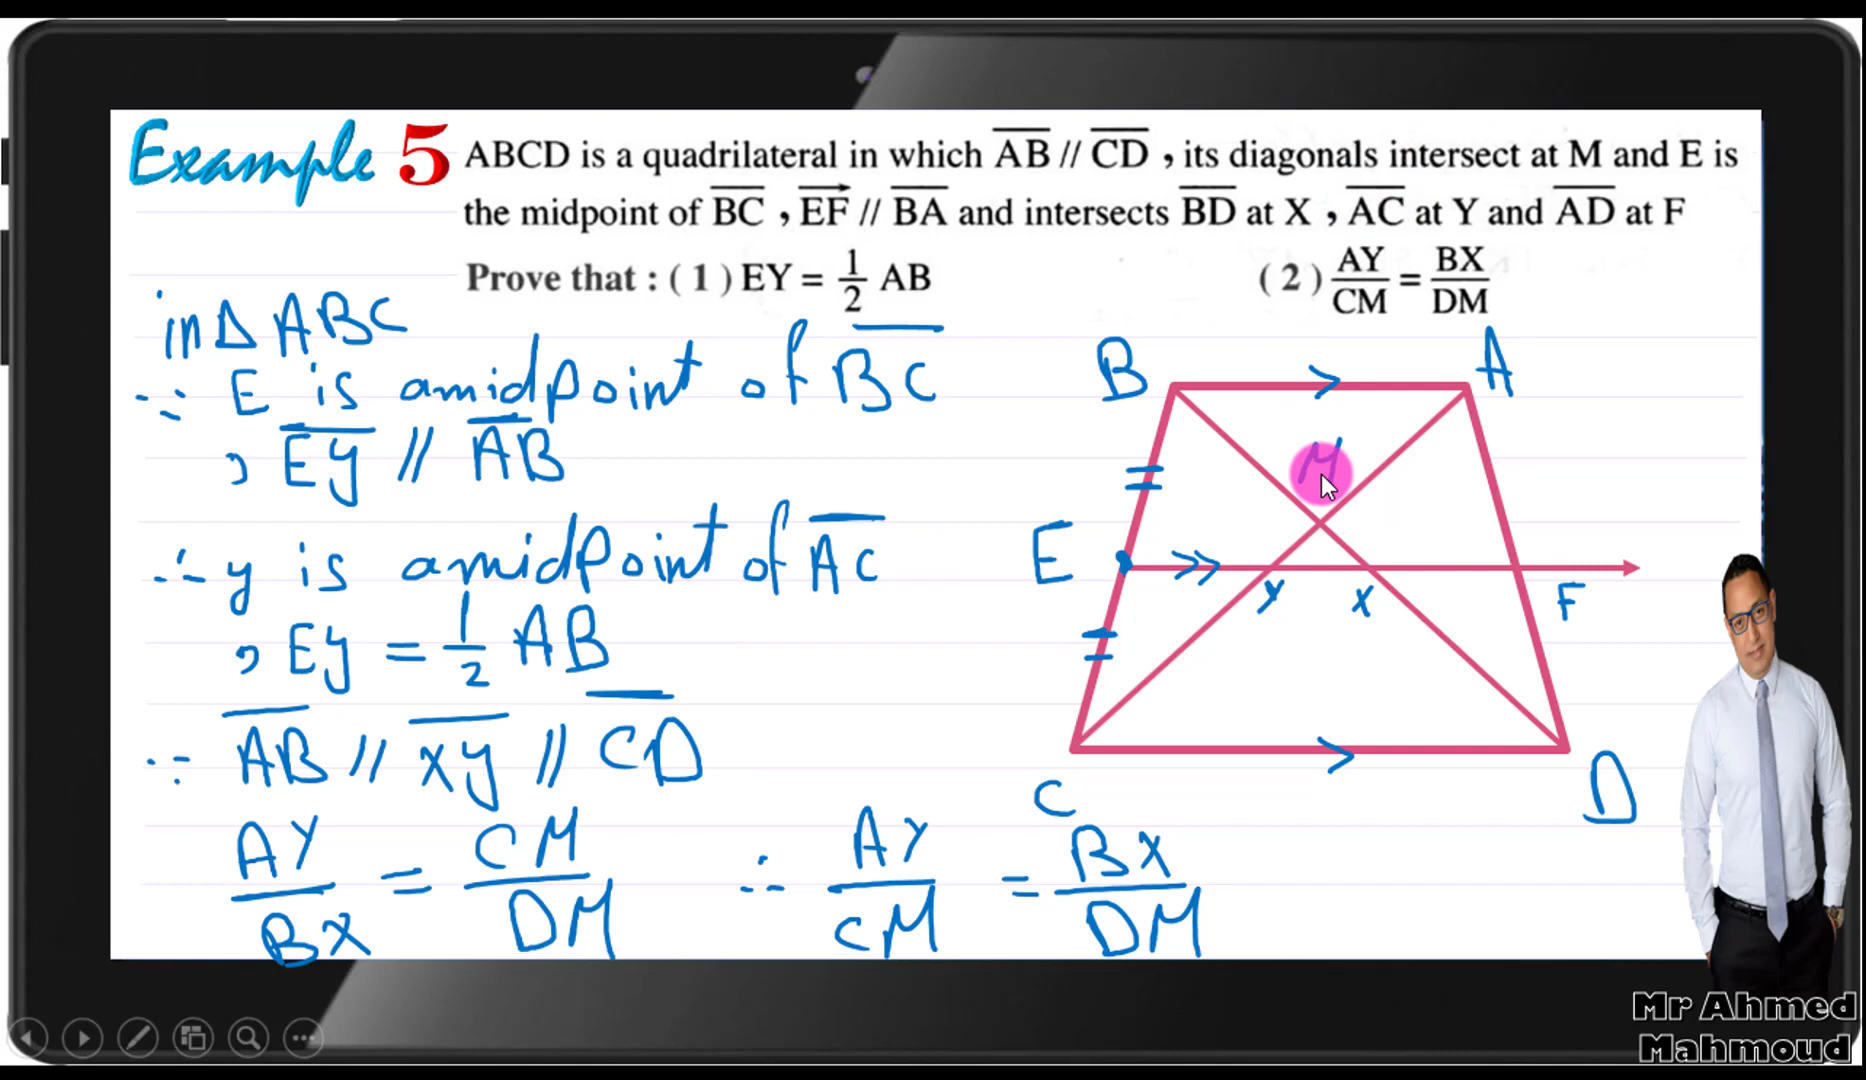 Example 5 ABCD is a quadrilateral in which AB // CD , its diagonals intersect at M and E is
the midpoint of BC , EF // BA and intersects BD at X , AC at Y and AD at F
Prove that : ( 1 ) EY = 1/2 AB ( 2 ) AY/CM = BX/DM
in Δ ABC
∵ E is a midpoint of BC
, EY // AB
∴ y is a midpoint of AC
, EY = 1/2 AB
∵ AB // XY // CD
AY/BX = CM/DM ∴ AY/CM = BX/DM
B A
M
E Y X F
C D
Mr Ahmed
Mahmoud